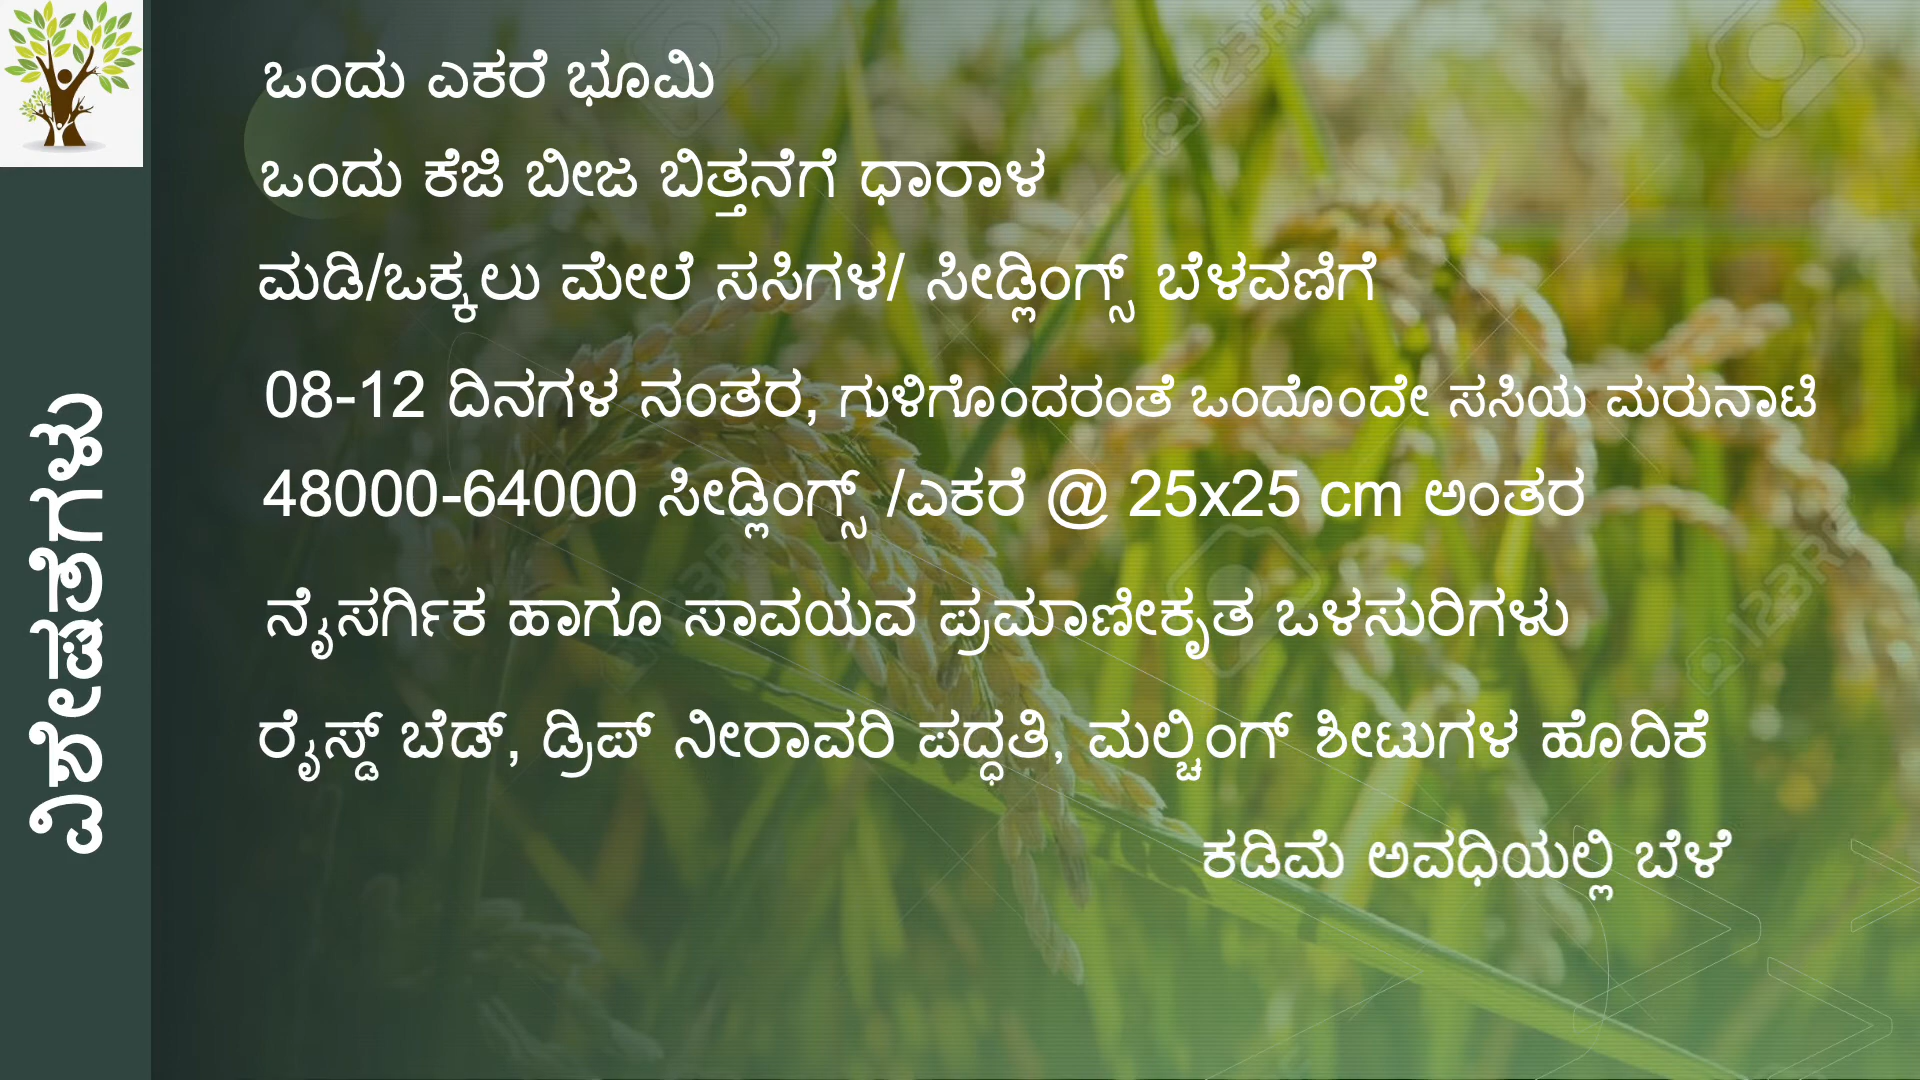 ವಿಶೇಷತೆಗಳು
ಒಂದು ಎಕರೆ ಭೂಮಿ
ಒಂದು ಕೆಜಿ ಬೀಜ ಬಿತ್ತನೆಗೆ ಧಾರಾಳ
ಮಡಿ/ಒಕ್ಕಲು ಮೇಲೆ ಸಸಿಗಳ/ ಸೀಡ್ಲಿಂಗ್ಸ್ ಬೆಳವಣಿಗೆ
08-12 ದಿನಗಳ ನಂತರ, ಗುಳಿಗೊಂದರಂತೆ ಒಂದೊಂದೇ ಸಸಿಯ ಮರುನಾಟಿ
48000-64000 ಸೀಡ್ಲಿಂಗ್ಸ್ /ಎಕರೆ @ 25x25 cm ಅಂತರ
ನೈಸರ್ಗಿಕ ಹಾಗೂ ಸಾವಯವ ಪ್ರಮಾಣೀಕೃತ ಒಳಸುರಿಗಳು
ರೈಸ್ಡ್ ಬೆಡ್, ಡ್ರಿಪ್ ನೀರಾವರಿ ಪದ್ಧತಿ, ಮಲ್ಚಿಂಗ್ ಶೀಟುಗಳ ಹೊದಿಕೆ
ಕಡಿಮೆ ಅವಧಿಯಲ್ಲಿ ಬೆಳೆ